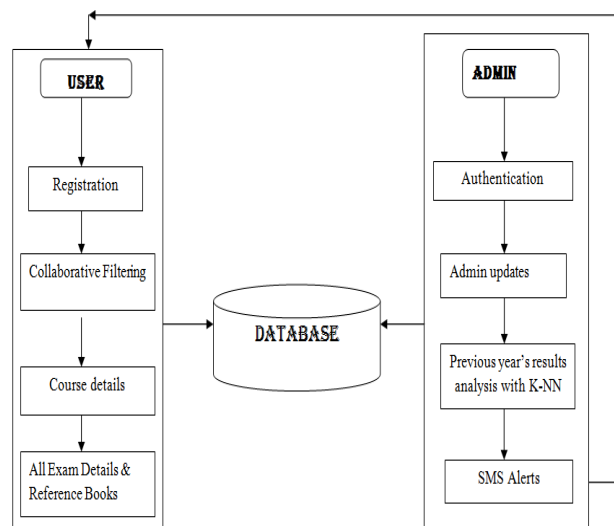 USER
Registration
Collaborative Filtering
Course details
All Exam Details &
Reference Books
DATABASE
ADMIN
Authentication
Admin updates
Previous year's results
analysis with K-NN
SMS Alerts